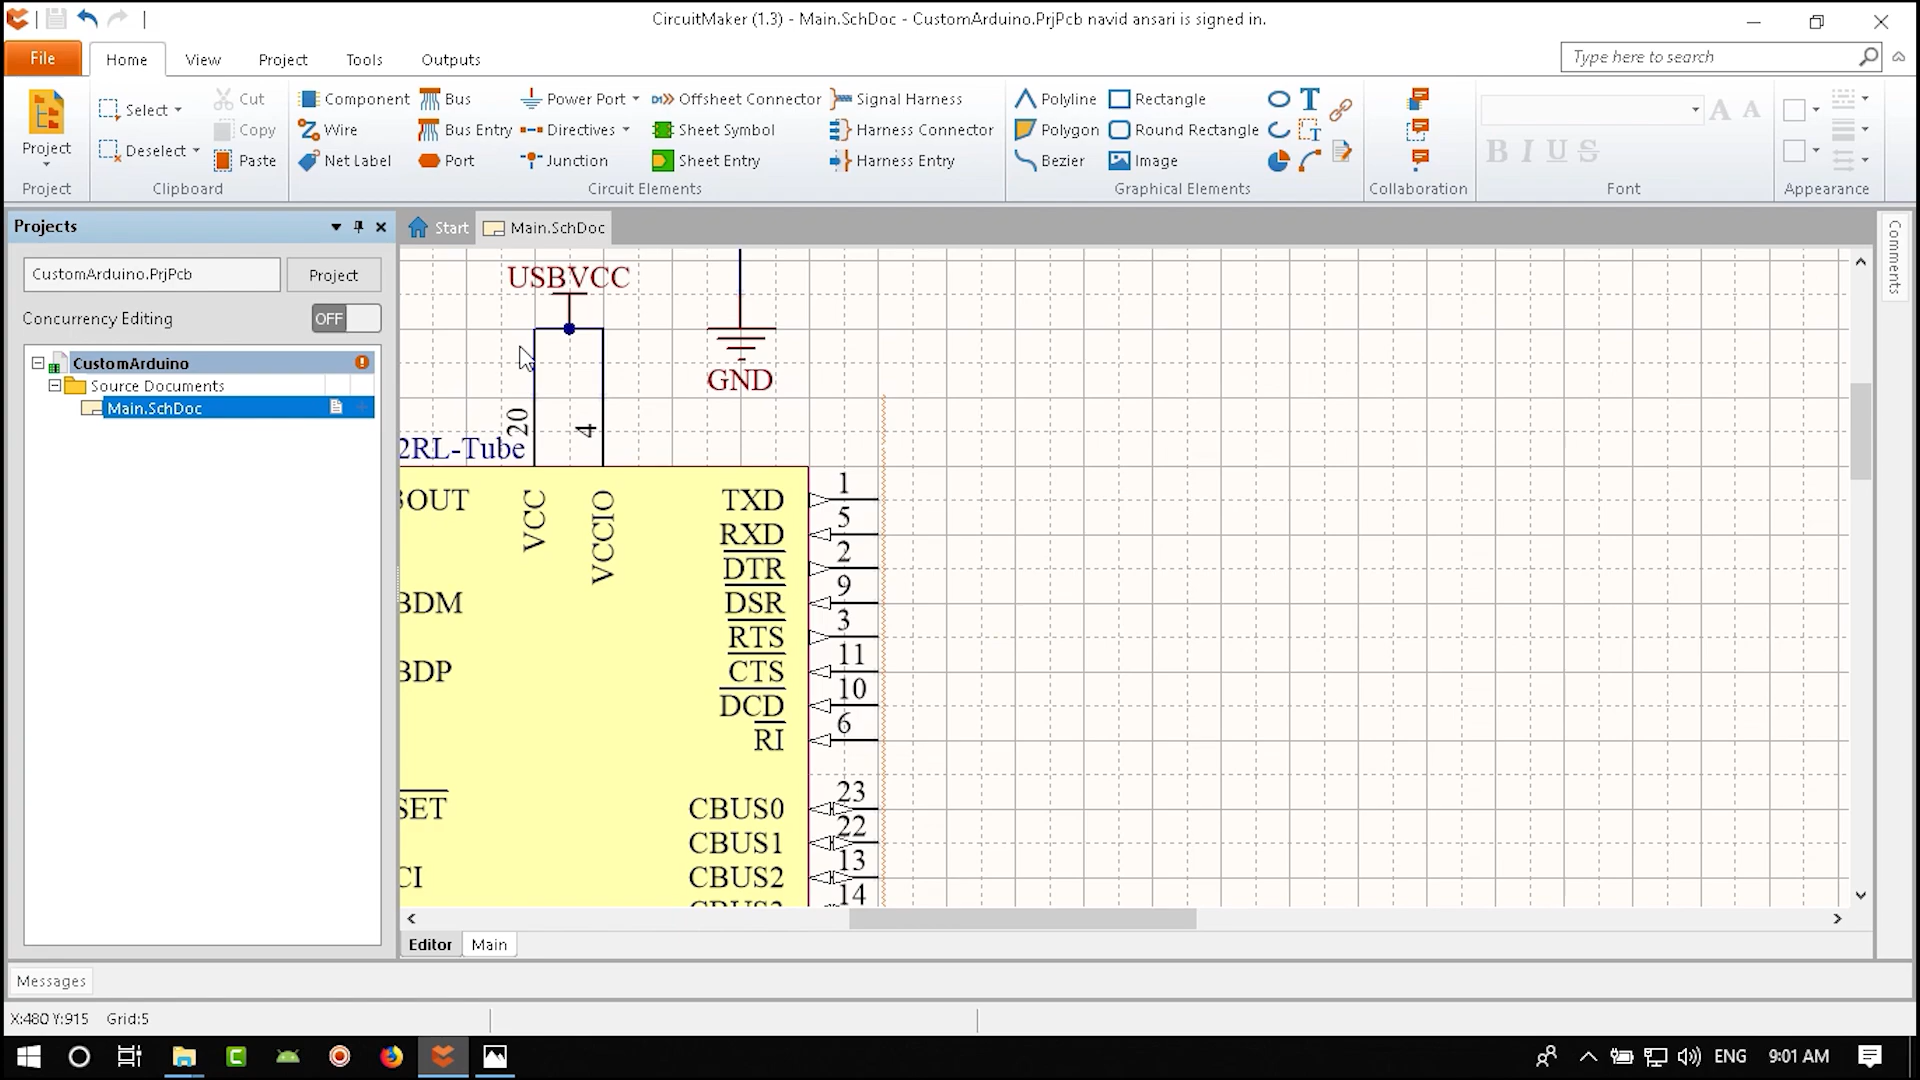 CircuitMaker (1.3) - Main.SchDoc - CustomArduino.PrjPcb navid ansari is signed in.
File Home View Project Tools Outputs
Type here to search
Project
Project
Select
Deselect
Cut
Copy
Paste
Clipboard
Component Bus Power Port Offsheet Connector Signal Harness
Wire Bus Entry Directives Sheet Symbol Harness Connector
Net Label Port Junction Sheet Entry Harness Entry
Circuit Elements
Polyline Rectangle
Polygon Round Rectangle
Bezier Image
Graphical Elements
Collaboration
B I U S
Font
Appearance
Projects
CustomArduino.PrjPcb Project
Concurrency Editing OFF
CustomArduino
Source Documents
Main.SchDoc
Start Main.SchDoc
Comments
USBVCC
GND
20
4
2RL-Tube
VCC
VCCIO
BOUT
BDM
BDP
SET
CI
TXD 1
RXD 5
DTR 2
DSR 9
RTS 3
CTS 11
DCD 10
RI 6
CBUS0 23
CBUS1 22
CBUS2 13
14
Editor Main
Messages
X:480 Y:915 Grid:5
ENG 9:01 AM